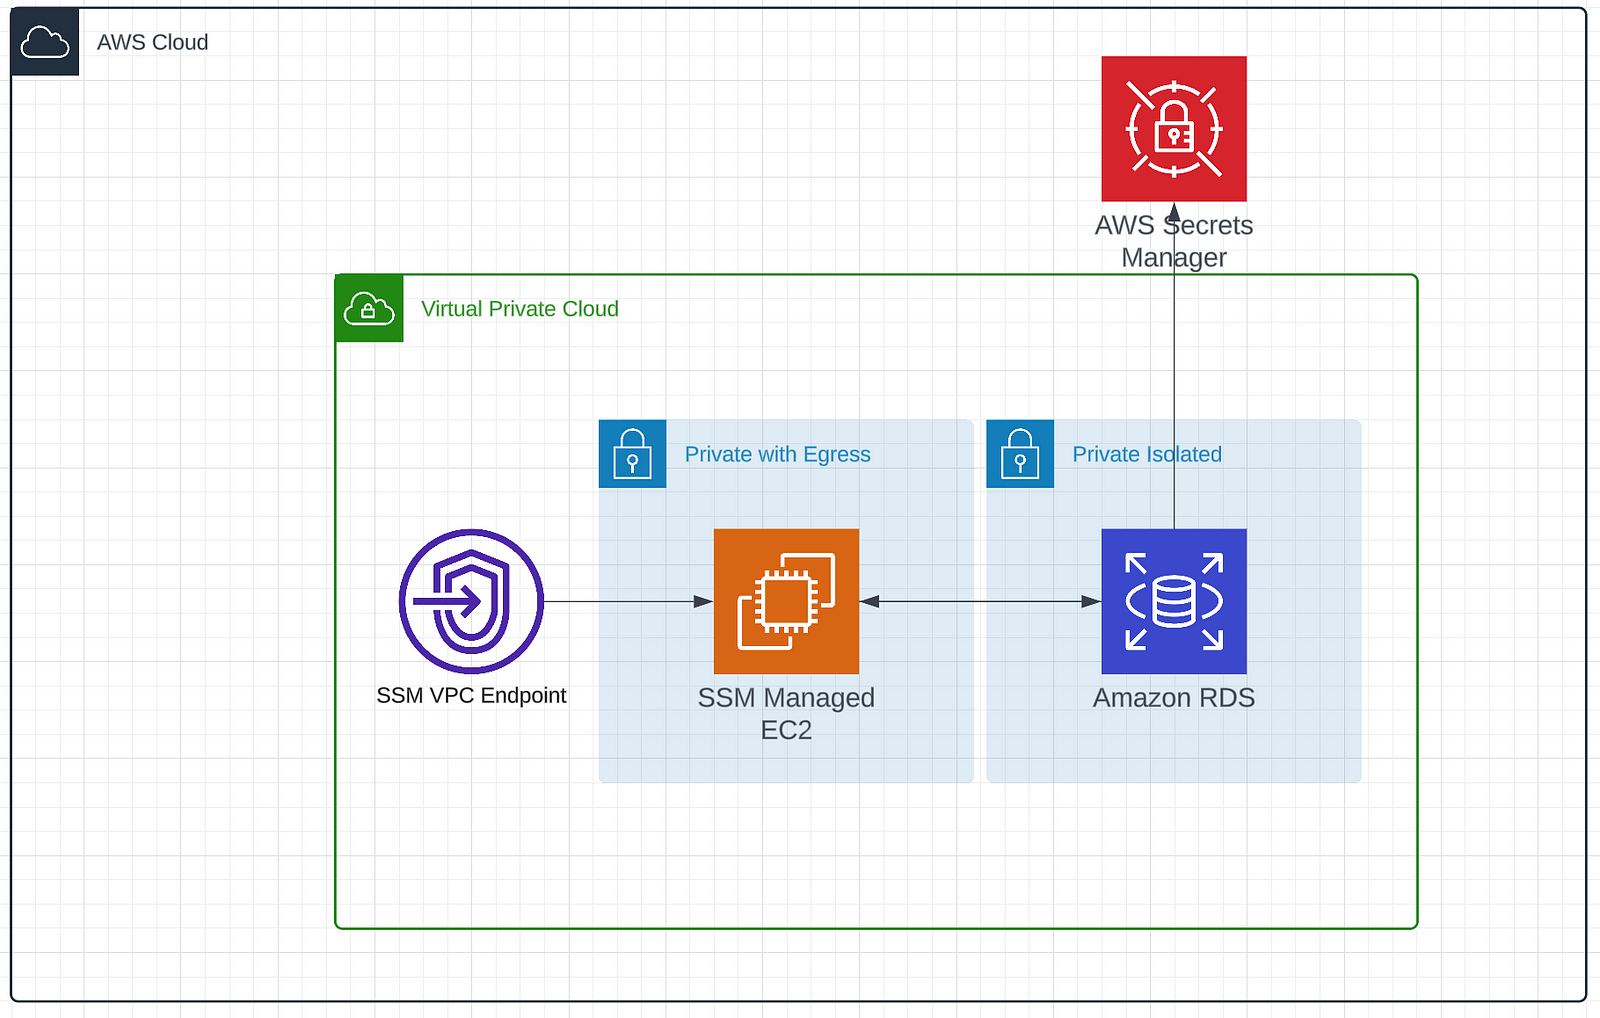 AWS Cloud
AWS Secrets
Manager
Virtual Private Cloud
Private with Egress
Private Isolated
SSM VPC Endpoint
SSM Managed
EC2
Amazon RDS